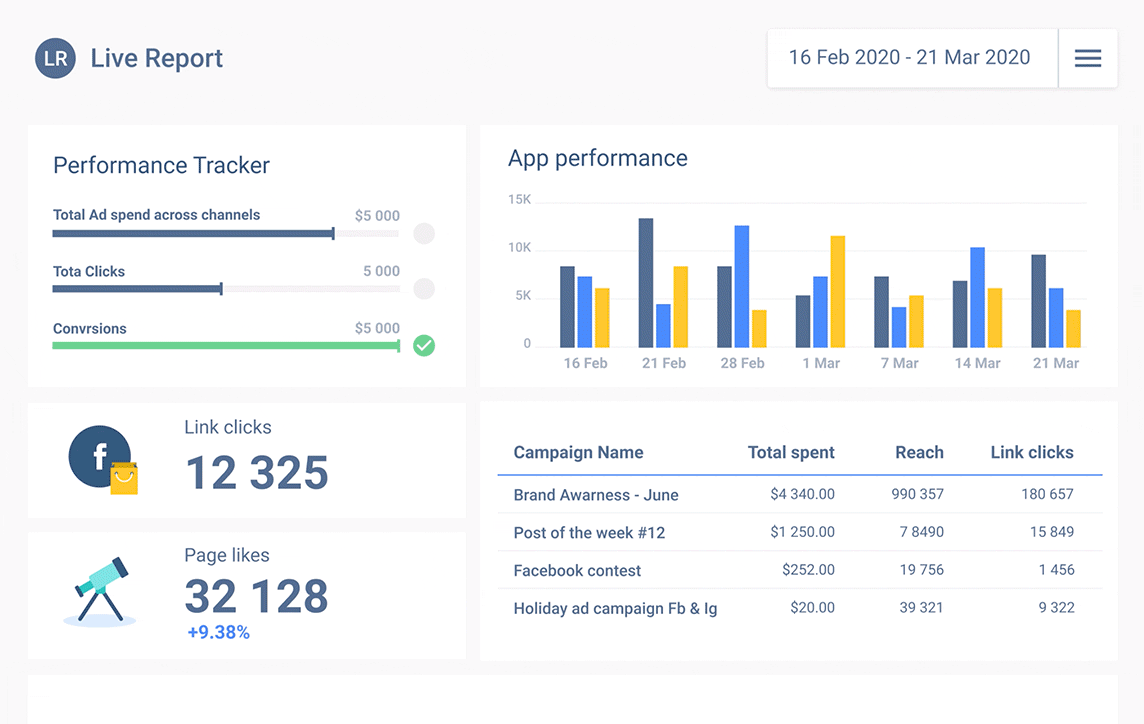 LR Live Report
16 Feb 2020 - 21 Mar 2020
Performance Tracker
Total Ad spend across channels $5 000
Tota Clicks 5 000
Convrsions $5 000
App performance
15K
10K
5K
0
16 Feb 21 Feb 28 Feb 1 Mar 7 Mar 14 Mar 21 Mar
f
Link clicks
12 325
Page likes
32 128
+9.38%
Campaign Name Total spent Reach Link clicks
Brand Awarness - June $4 340.00 990 357 180 657
Post of the week #12 $1 250.00 7 8490 15 849
Facebook contest $252.00 19 756 1 456
Holiday ad campaign Fb & Ig $20.00 39 321 9 322